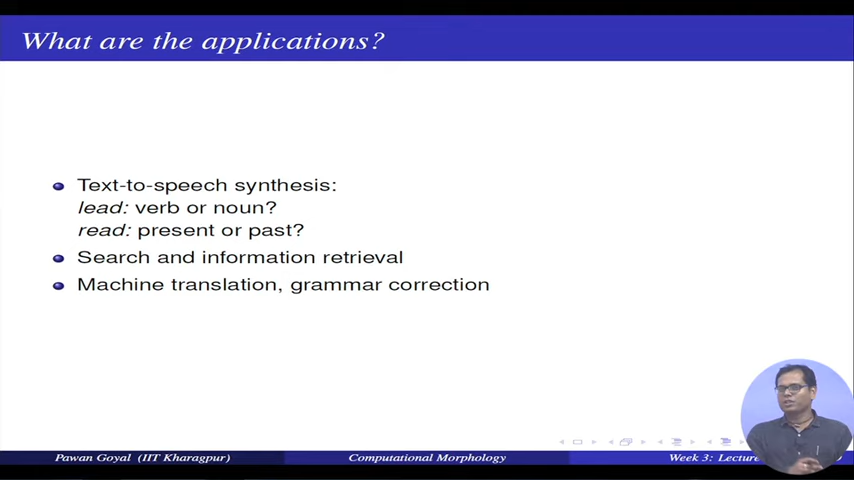 What are the applications?
Text-to-speech synthesis:
lead: verb or noun?
read: present or past?
Search and information retrieval
Machine translation, grammar correction
Pawan Goyal (IIT Kharagpur) Computational Morphology Week 3: Lecture